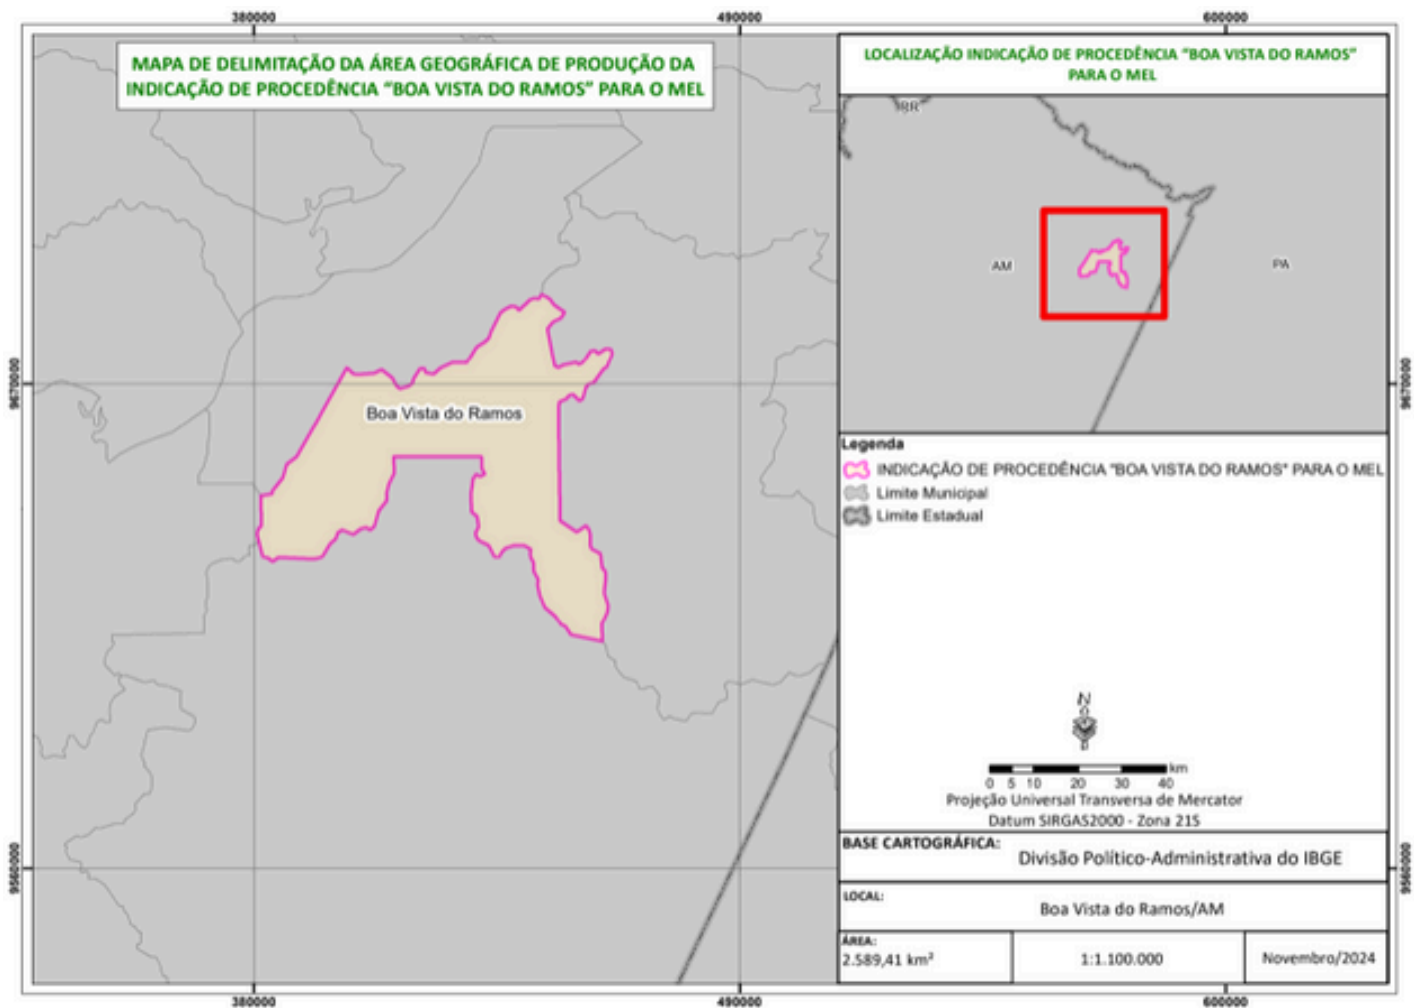 380000
490000
600000
MAPA DE DELIMITAÇÃO DA ÁREA GEOGRÁFICA DE PRODUÇÃO DA
INDICAÇÃO DE PROCEDÊNCIA "BOA VISTA DO RAMOS" PARA O MEL
LOCALIZAÇÃO INDICAÇÃO DE PROCEDÊNCIA "BOA VISTA DO RAMOS"
PARA O MEL
RR
AM
PA
9670000
9670000
Boa Vista do Ramos
Legenda
INDICAÇÃO DE PROCEDÊNCIA "BOA VISTA DO RAMOS" PARA O MEL
Limite Municipal
Limite Estadual
N
km
0 5 10 20 30 40
Projeção Universal Transversa de Mercator
Datum SIRGAS2000 - Zona 21S
BASE CARTOGRÁFICA:
Divisão Político-Administrativa do IBGE
9560000
9560000
LOCAL:
Boa Vista do Ramos/AM
ÁREA:
2.589,41 km²
1:1.100.000
Novembro/2024
380000
490000
600000